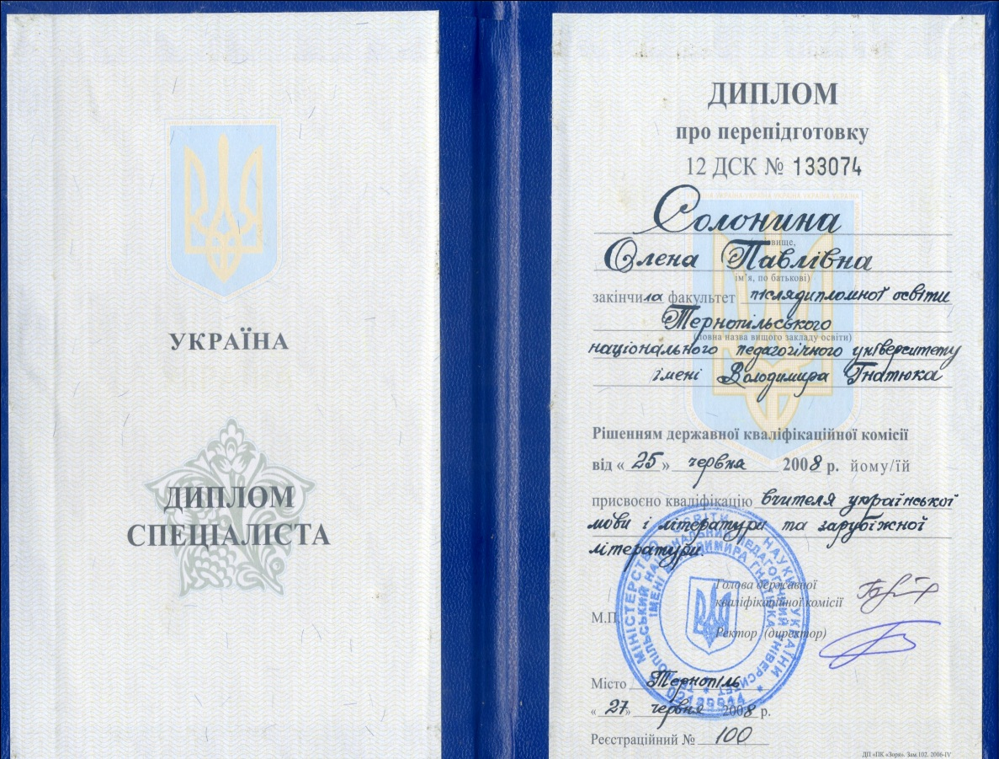 УКРАЇНА
ДИПЛОМ
СПЕЦІАЛІСТА
ДИПЛОМ
про перепідготовку
12 ДСК № 133074
Солонина
вище,
Олена Павлівна
ім’я, по батькові)
закінчила факультет післядипломної освіти
Тернопільського
(повна назва вищого закладу освіти)
національного педагогічного університету
імені Володимира Гнатюка
Рішенням державної кваліфікаційної комісії
від « 25 » червня 2008 р. йому/їй
присвоєно кваліфікацію вчителя української
мови і літератури та зарубіжної
літератури.
Голова державної
кваліфікаційної комісії
М.П.
Ректор (директор)
МІНІСТЕРСТВО ОСВІТИ І НАУКИ УКРАЇНИ
ТЕРНОПІЛЬСЬКИЙ НАЦІОНАЛЬНИЙ ПЕДАГОГІЧНИЙ УНІВЕРСИТЕТ
ІМЕНІ ВОЛОДИМИРА ГНАТЮКА
Місто Тернопіль
« 27 » червня 2008 р.
Реєстраційний № 100
ДП «ПК «Зоря». Зам.102. 2006-IV